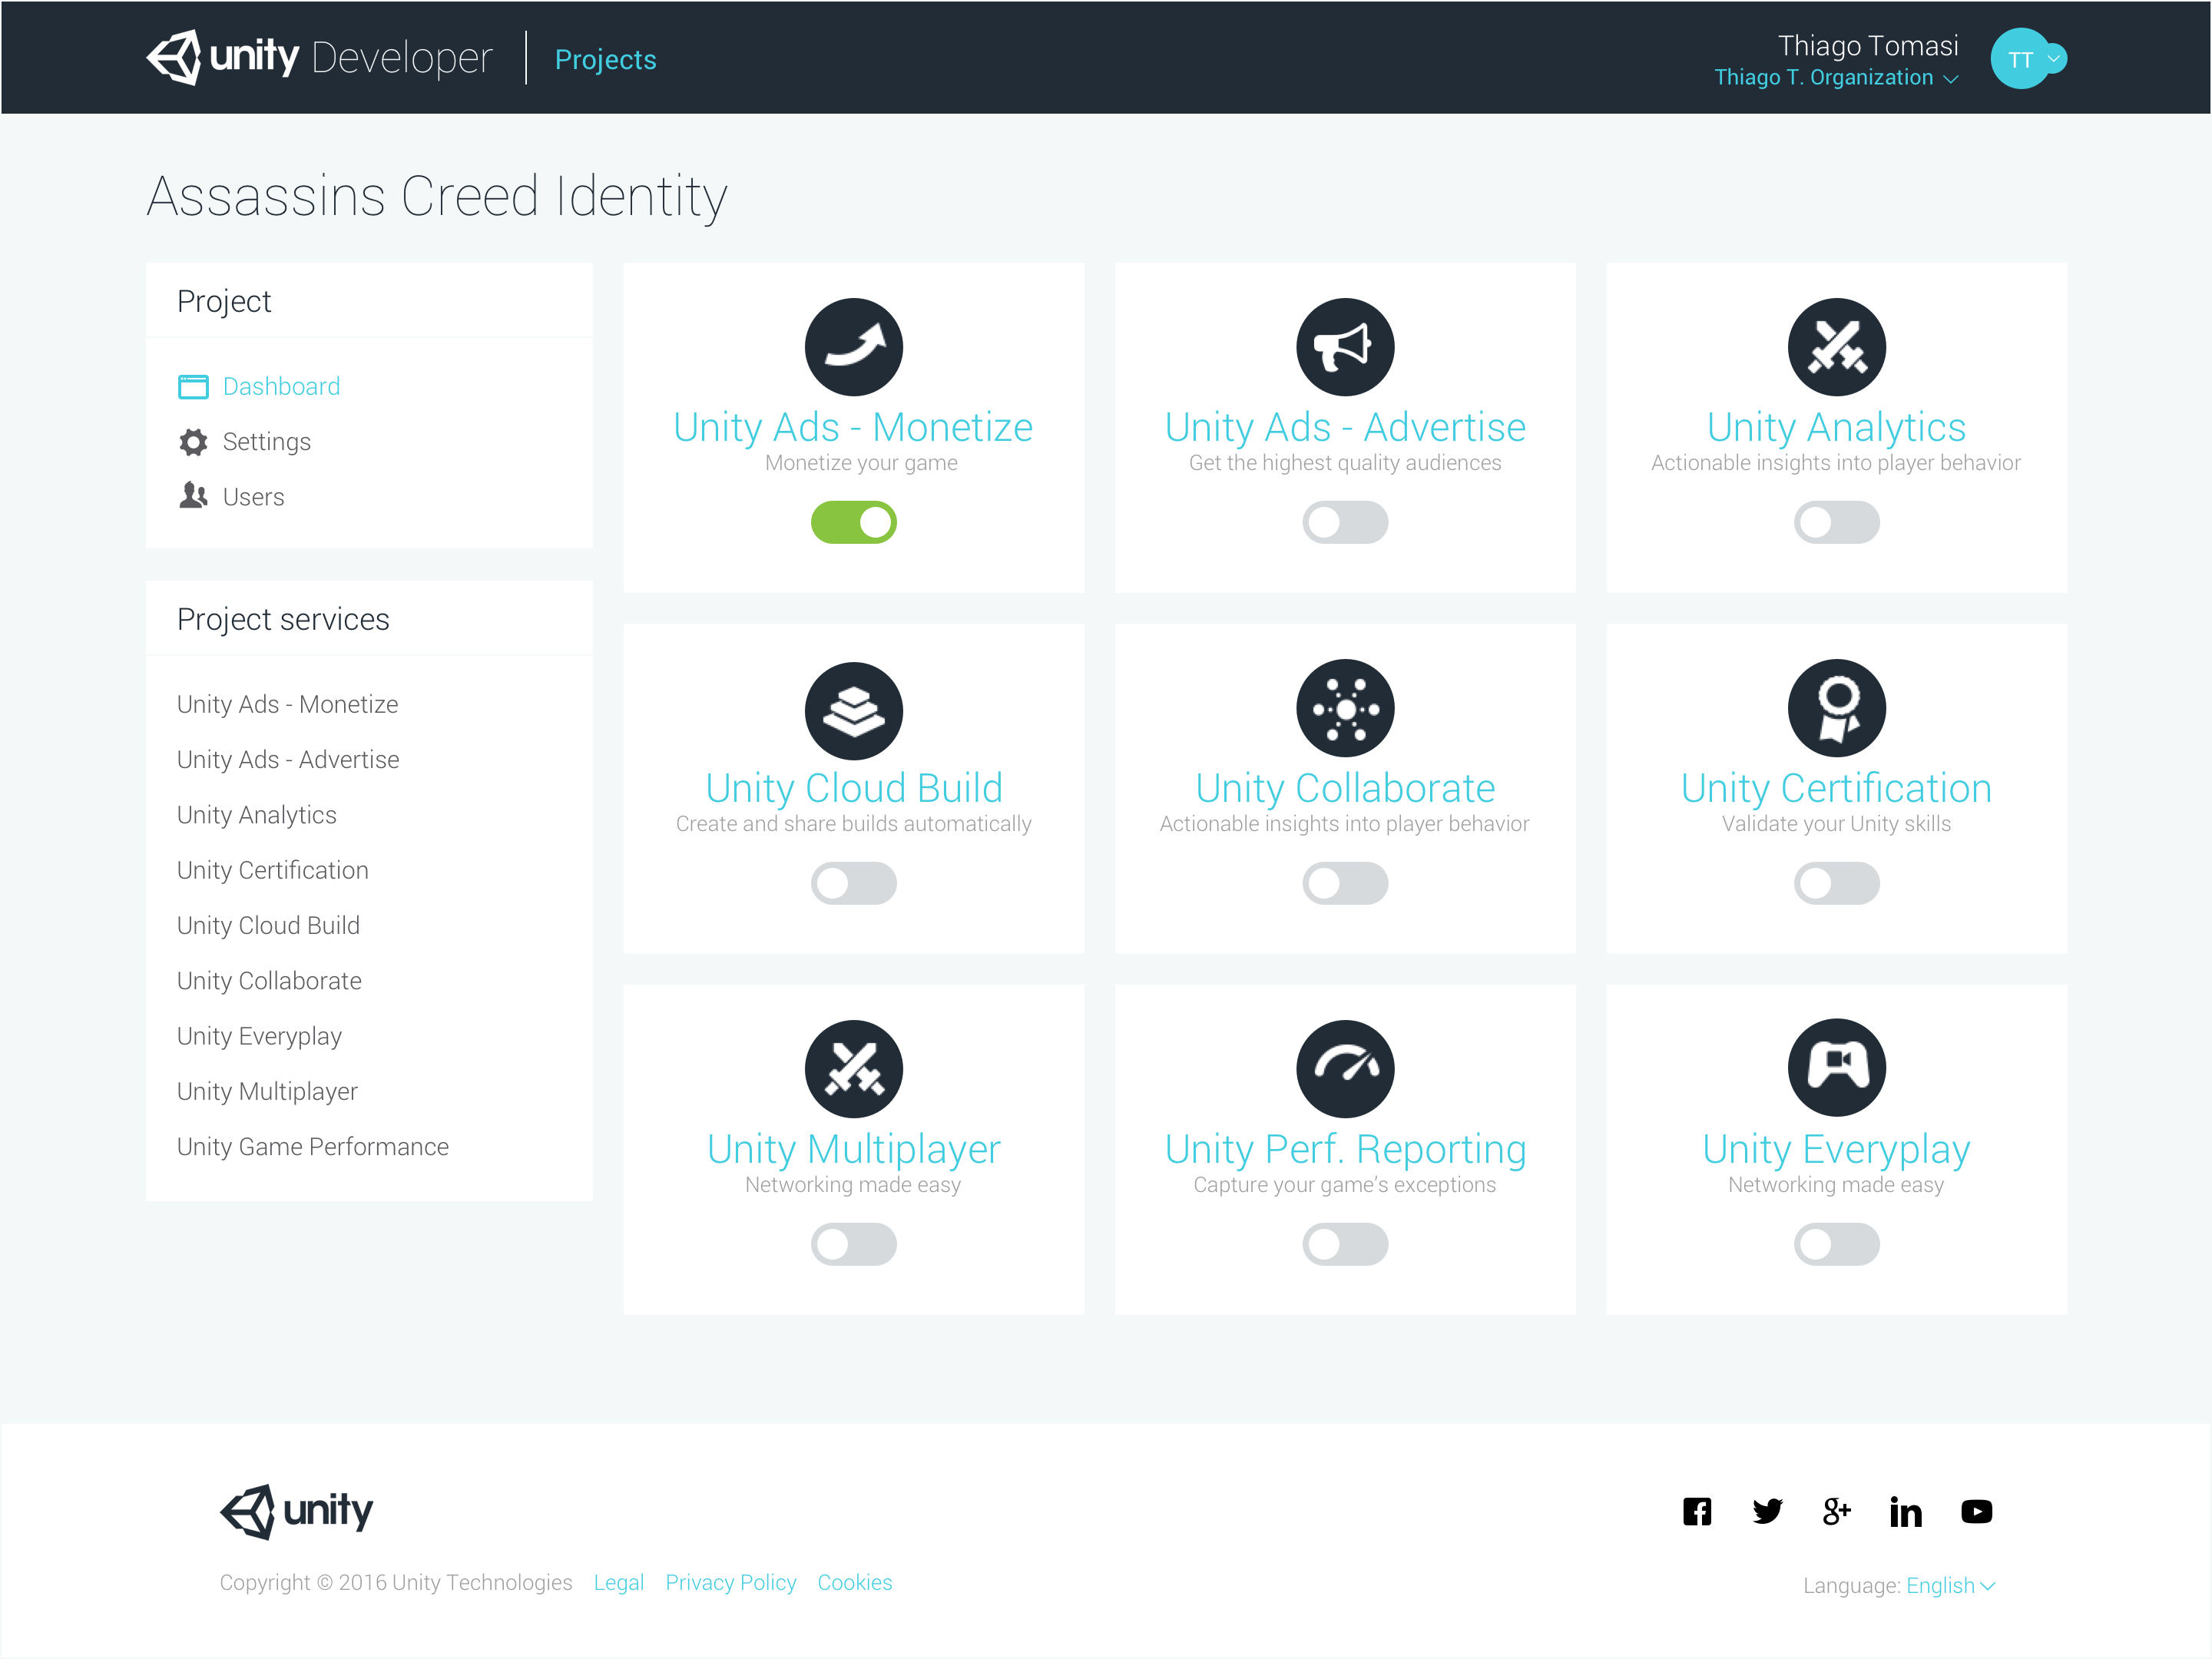 unity Developer
Projects
Thiago Tomasi
Thiago T. Organization
TT
Assassins Creed Identity
Project
Dashboard
Settings
Users
Project services
Unity Ads - Monetize
Unity Ads - Advertise
Unity Analytics
Unity Certification
Unity Cloud Build
Unity Collaborate
Unity Everyplay
Unity Multiplayer
Unity Game Performance
Unity Ads - Monetize
Monetize your game
Unity Ads - Advertise
Get the highest quality audiences
Unity Analytics
Actionable insights into player behavior
Unity Cloud Build
Create and share builds automatically
Unity Collaborate
Actionable insights into player behavior
Unity Certification
Validate your Unity skills
Unity Multiplayer
Networking made easy
Unity Perf. Reporting
Capture your game’s exceptions
Unity Everyplay
Networking made easy
unity
Copyright © 2016 Unity Technologies Legal Privacy Policy Cookies
Language: English